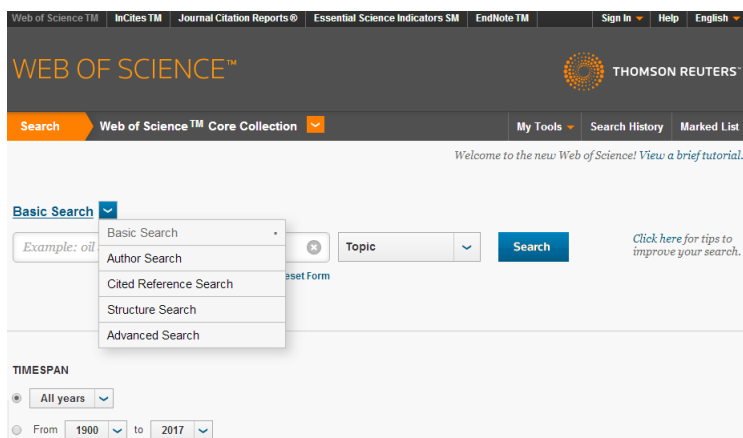 Web of Science TM InCites TM Journal Citation Reports ® Essential Science Indicators SM EndNote TM Sign In Help English
WEB OF SCIENCE™
THOMSON REUTERS™
Search Web of Science™ Core Collection My Tools Search History Marked List
Welcome to the new Web of Science! View a brief tutorial.
Basic Search
Basic Search
Example: oil
Topic
Search
Click here for tips to
improve your search.
Author Search
Cited Reference Search
eset Form
Structure Search
Advanced Search
TIMESPAN
All years
From 1900 to 2017